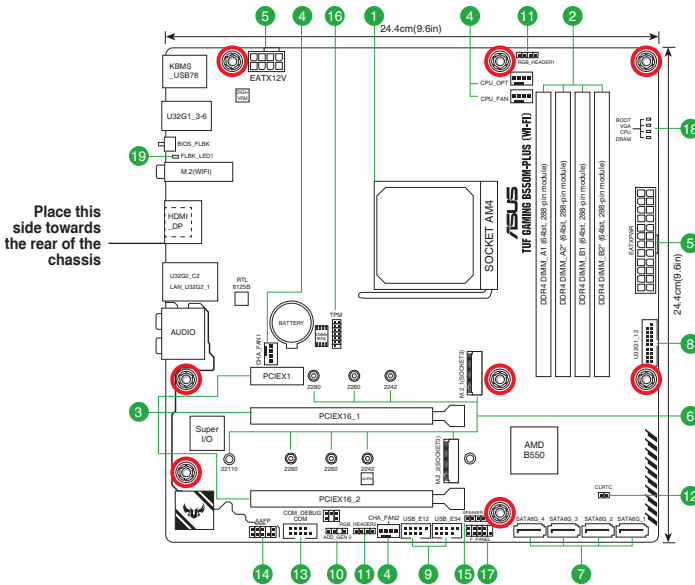 5
4
16
1
4
11
2
24.4cm(9.6in)
KBMS
_USB78
EATX12V
RGB_HEADER1
DIGI+
VRM
CPU_OPT
CPU_FAN
U32G1_3-6
BIOS_FLBK
FLBK_LED1
19
M.2(WIFI)
BOOT
VGA
CPU
DRAM
18
ASUS
TUF GAMING B550M-PLUS (WI-FI)
DDR4 DIMM_A1 (64bit, 288-pin module)
DDR4 DIMM_A2* (64bit, 288-pin module)
DDR4 DIMM_B1 (64bit, 288-pin module)
DDR4 DIMM_B2* (64bit, 288-pin module)
SOCKET AM4
Place this
side towards
the rear of the
chassis
HDMI
_DP
EATXPWR
5
24.4cm(9.6in)
U32G2_C2
LAN_U32G2_1
RTL
8125B
AUDIO
BATTERY
TPM
CHA_FAN1
U32G1_12
8
PCIEX1
2280
2260
2242
M.2_1(SOCKET3)
3
PCIEX16_1
6
Super
I/O
22110
2280
2260
2242
M.2_2(SOCKET3)
AMD
B550
PCIEX16_2
CLRTC
12
AAFP
COM_DEBUG
COM
RGB_HEADER2
ADD_GEN 2
CHA_FAN2
USB_E12
USB_E34
SPEAKER
F_PANEL
SATA6G_4
SATA6G_3
SATA6G_2
SATA6G_1
14
13
10
11
4
9
15
17
7